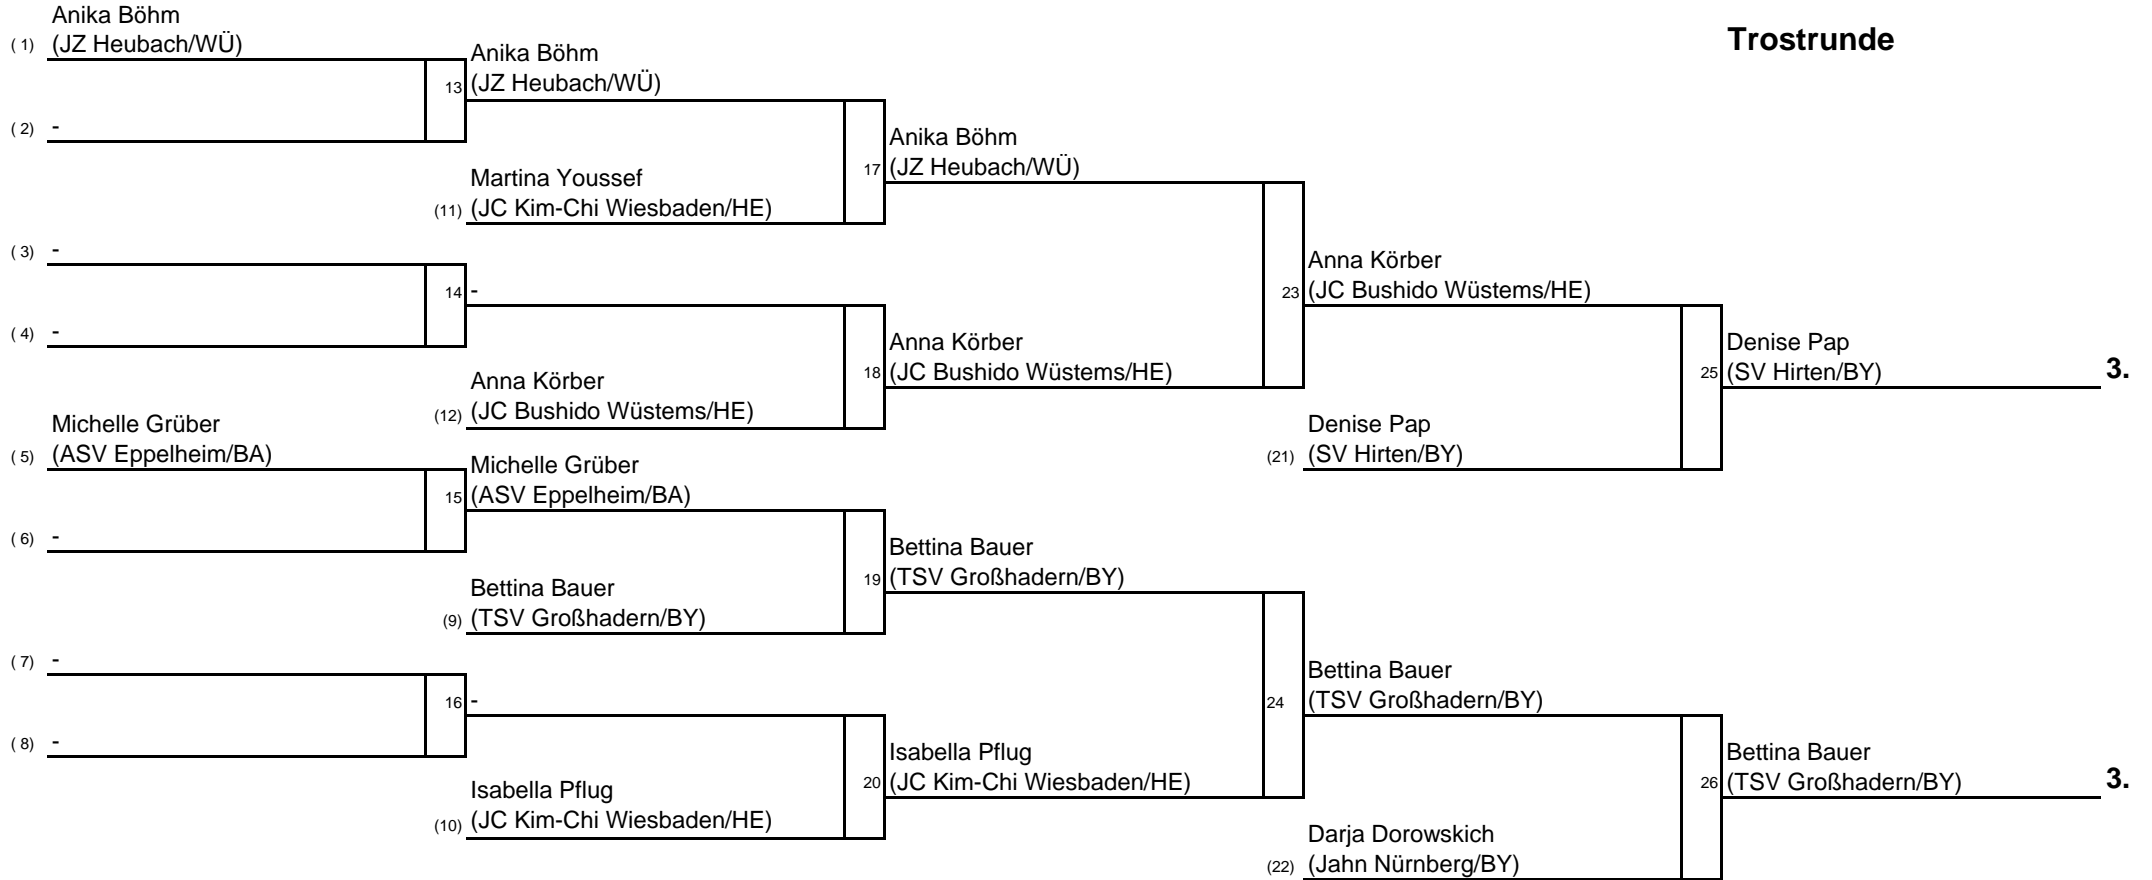 Trostrunde
Anika Böhm
( 1) (JZ Heubach/WÜ)
( 2) -
( 3) -
( 4) -
Michelle Grüber
( 5) (ASV Eppelheim/BA)
( 6) -
( 7) -
( 8) -
Anika Böhm
13 (JZ Heubach/WÜ)
Martina Youssef
(11) (JC Kim-Chi Wiesbaden/HE)
14 -
Anna Körber
(12) (JC Bushido Wüstems/HE)
Michelle Grüber
15 (ASV Eppelheim/BA)
Bettina Bauer
(9) (TSV Großhadern/BY)
16 -
Isabella Pflug
(10) (JC Kim-Chi Wiesbaden/HE)
Anika Böhm
17 (JZ Heubach/WÜ)
Anna Körber
18 (JC Bushido Wüstems/HE)
Bettina Bauer
19 (TSV Großhadern/BY)
Isabella Pflug
20 (JC Kim-Chi Wiesbaden/HE)
Anna Körber
23 (JC Bushido Wüstems/HE)
Denise Pap
(21) (SV Hirten/BY)
Bettina Bauer
24 (TSV Großhadern/BY)
Darja Dorowskich
(22) (Jahn Nürnberg/BY)
Denise Pap
25 (SV Hirten/BY) 3.
Bettina Bauer
26 (TSV Großhadern/BY) 3.